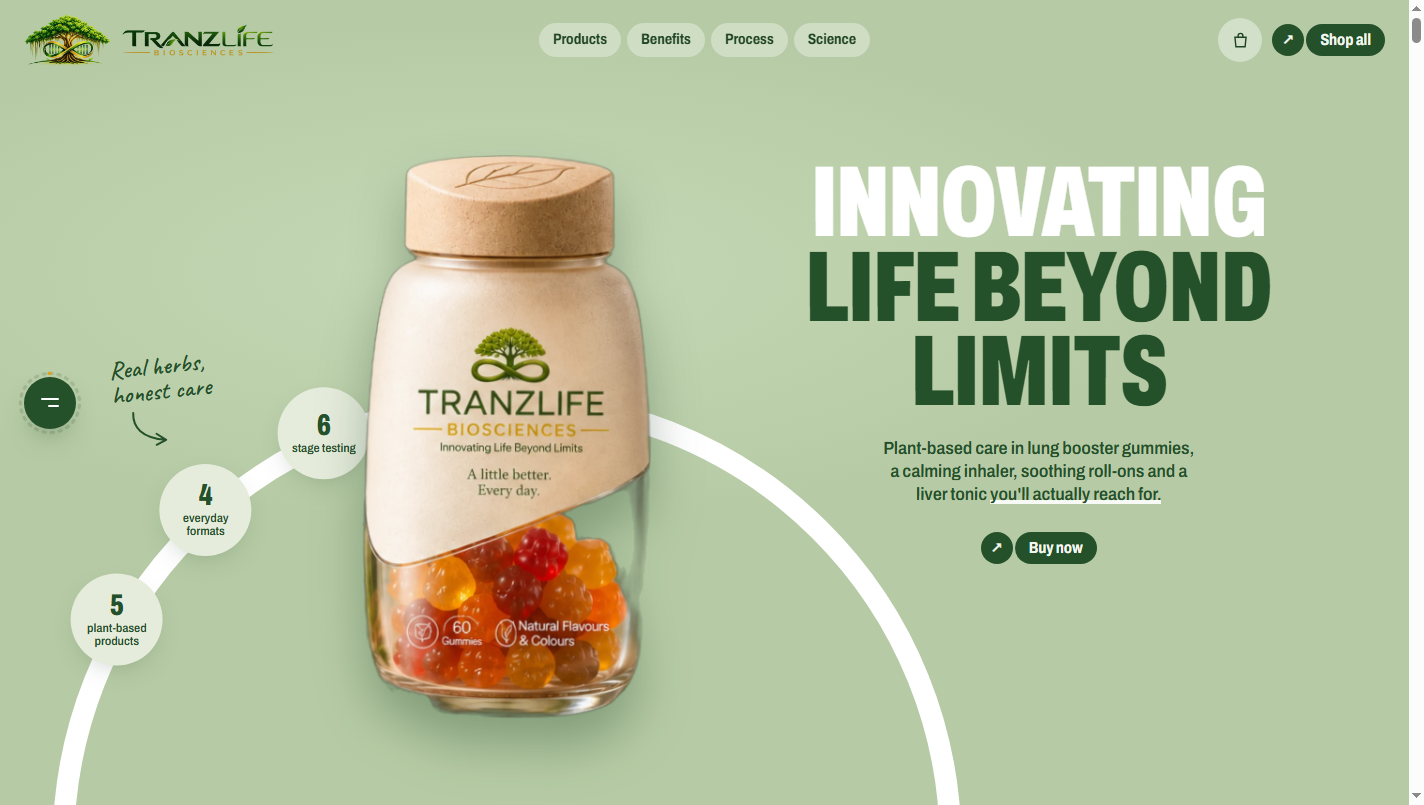 TRANZLIFE
BIOSCIENCES
Products
Benefits
Process
Science
Shop all
INNOVATING
LIFE BEYOND
LIMITS
Real herbs,
honest care
6
stage testing
4
everyday
formats
5
plant-based
products
TRANZLIFE
BIOSCIENCES
Innovating Life Beyond Limits
A little better.
Every day.
60
Gummies
Natural Flavours
& Colours
Plant-based care in lung booster gummies,
a calming inhaler, soothing roll-ons and a
liver tonic you'll actually reach for.
Buy now